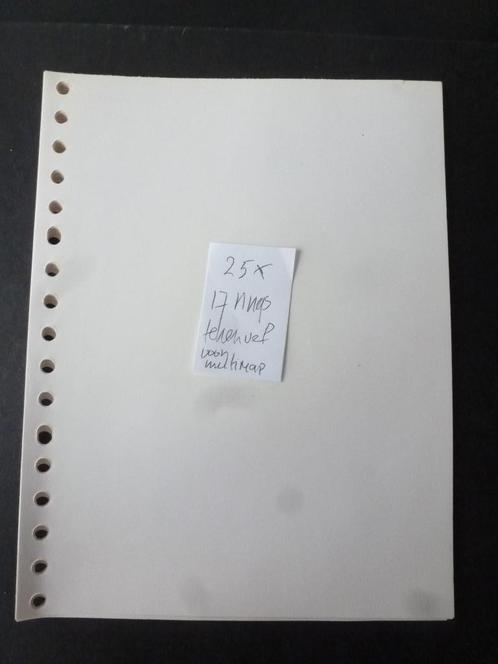 25x
17 rings
tekenvel
voor
multimap